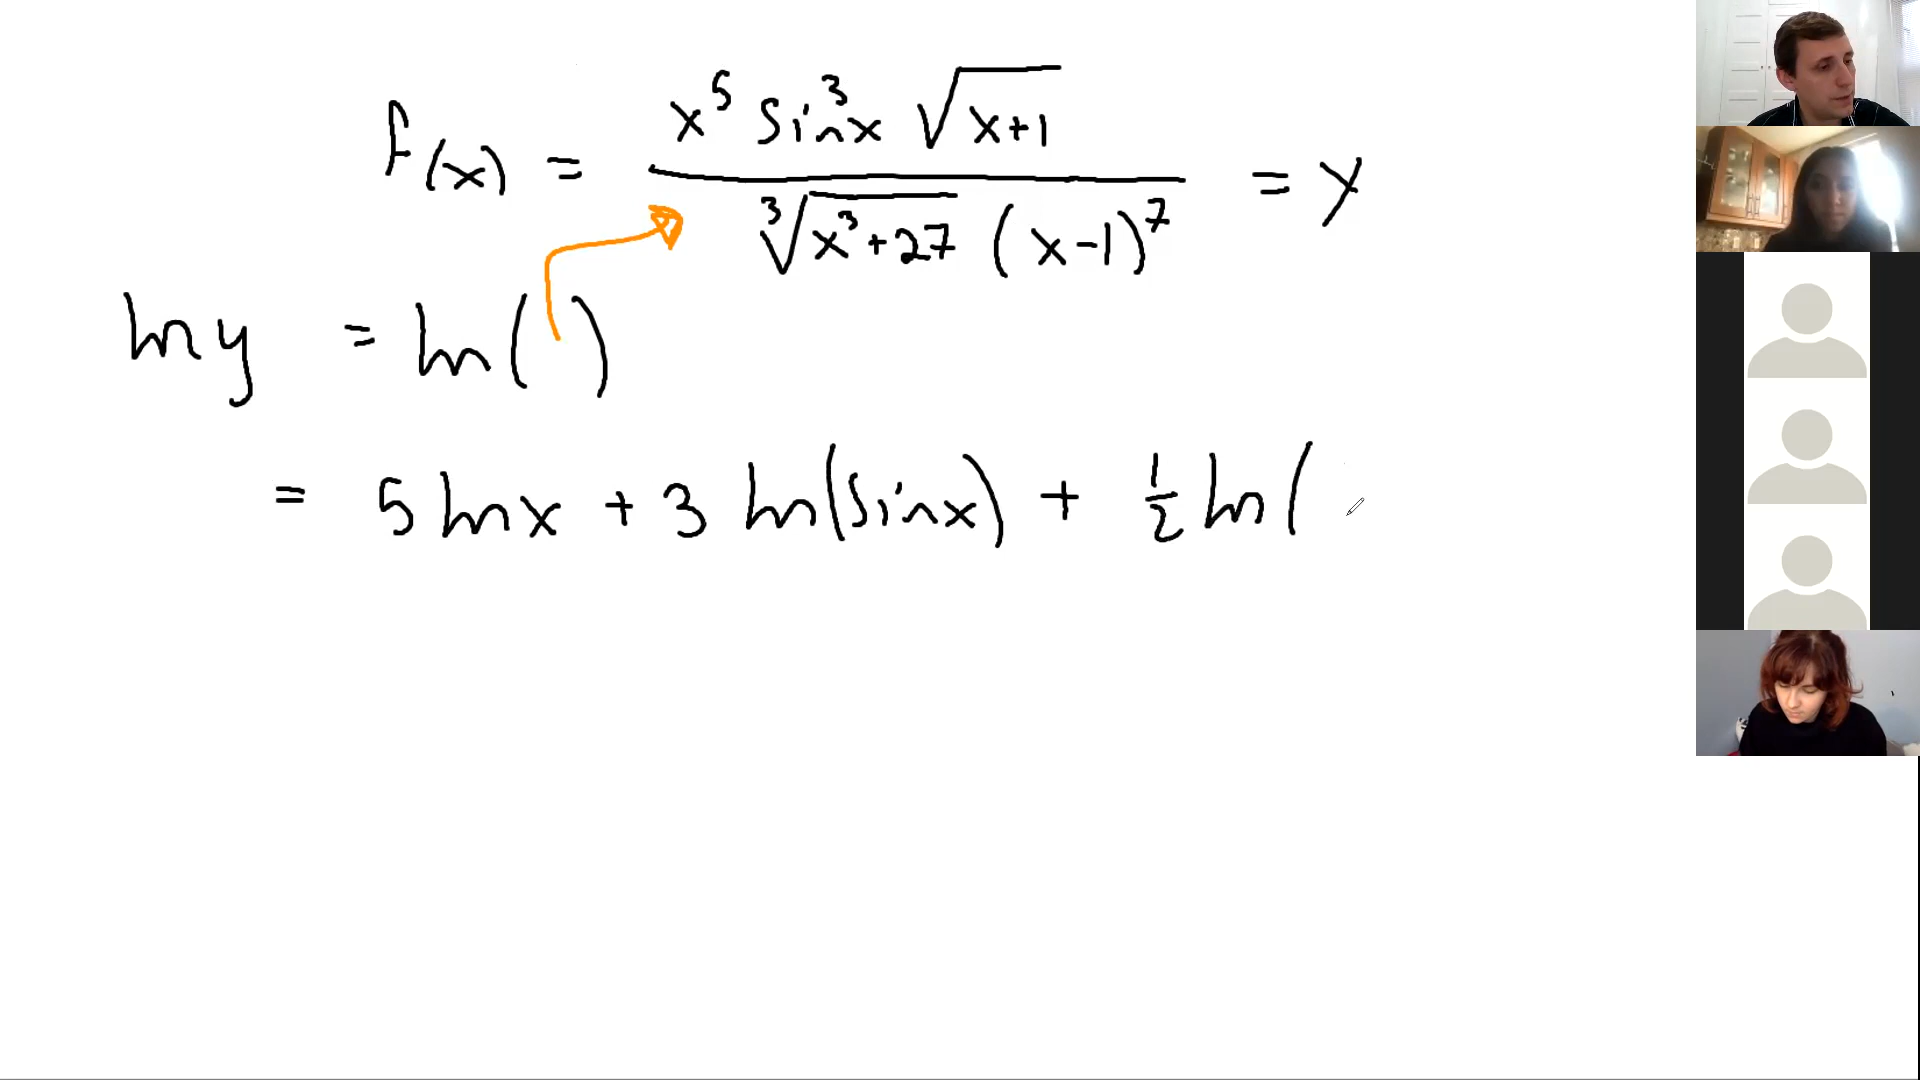 f(x) = x⁵ sin³x √(x+1) / ∛(x³+27) (x-1)⁷ = y
ln y = ln( )
= 5 ln x + 3 ln(sin x) + 1/2 ln(